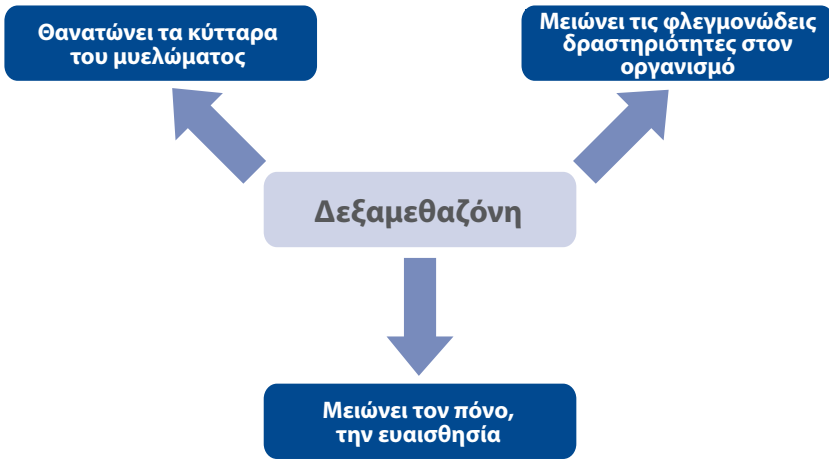 Θανατώνει τα κύτταρα
του μυελώματος
Μειώνει τις φλεγμονώδεις
δραστηριότητες στον
οργανισμό
Δεξαμεθαζόνη
Μειώνει τον πόνο,
την ευαισθησία